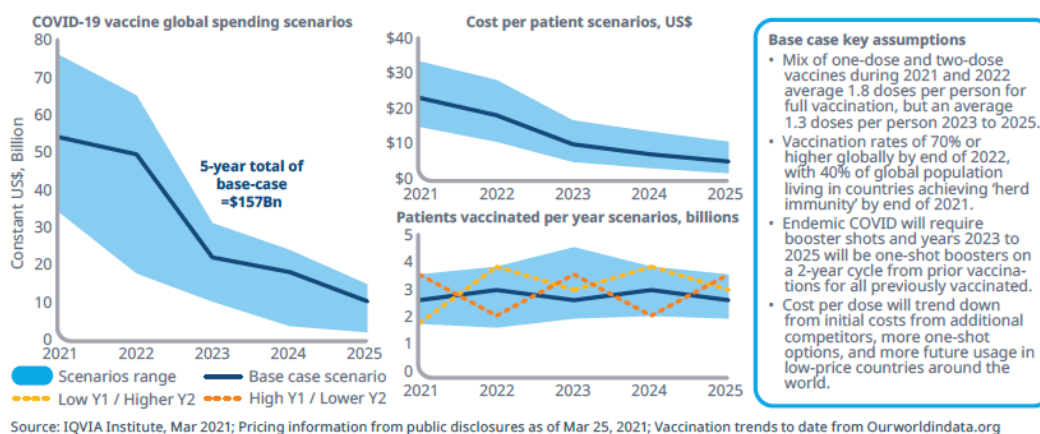 COVID-19 vaccine global spending scenarios
80
70
60
50
40
30
20
10
0
Constant US$, Billion
5-year total of
base-case
=$157Bn
2021 2022 2023 2024 2025
Cost per patient scenarios, US$
$40
$30
$20
$10
$0
2021 2022 2023 2024 2025
Patients vaccinated per year scenarios, billions
5
4
3
2
1
0
2021 2022 2023 2024 2025
Scenarios range Base case scenario
Low Y1 / Higher Y2 High Y1 / Lower Y2
Base case key assumptions
• Mix of one-dose and two-dose
vaccines during 2021 and 2022
average 1.8 doses per person for
full vaccination, but an average
1.3 doses per person 2023 to 2025.
• Vaccination rates of 70% or
higher globally by end of 2022,
with 40% of global population
living in countries achieving ‘herd
immunity’ by end of 2021.
• Endemic COVID will require
booster shots and years 2023 to
2025 will be one-shot boosters on
a 2-year cycle from prior vaccina-
tions for all previously vaccinated.
• Cost per dose will trend down
from initial costs from additional
competitors, more one-shot
options, and more future usage in
low-price countries around the
world.
Source: IQVIA Institute, Mar 2021; Pricing information from public disclosures as of Mar 25, 2021; Vaccination trends to date from Ourworldindata.org